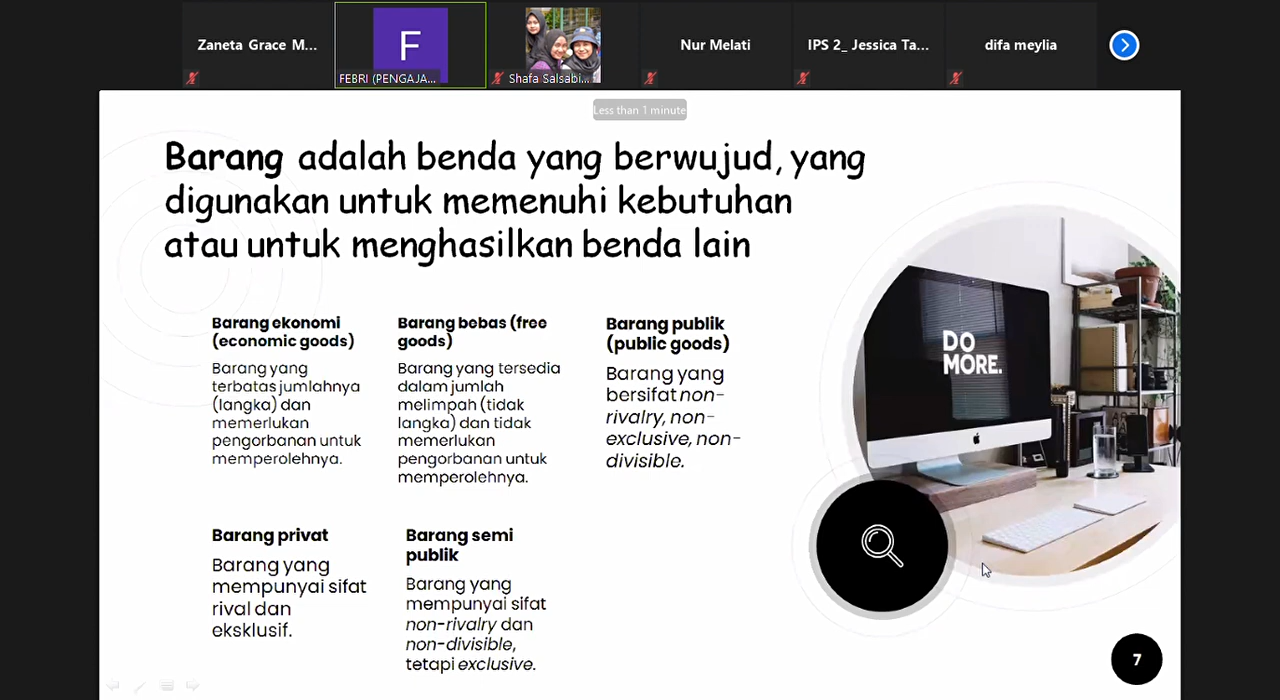 Zaneta Grace M...
F
FEBRI (PENGAJA...
Shafa Salsabi...
Nur Melati
IPS 2_ Jessica Ta...
difa meylia
Less than 1 minute
Barang adalah benda yang berwujud, yang
digunakan untuk memenuhi kebutuhan
atau untuk menghasilkan benda lain
Barang ekonomi
(economic goods)
Barang yang
terbatas jumlahnya
(langka) dan
memerlukan
pengorbanan untuk
memperolehnya.
Barang bebas (free
goods)
Barang yang tersedia
dalam jumlah
melimpah (tidak
langka) dan tidak
memerlukan
pengorbanan untuk
memperolehnya.
Barang publik
(public goods)
Barang yang
bersifat non-
rivalry, non-
exclusive, non-
divisible.
DO
MORE.
Barang privat
Barang yang
mempunyai sifat
rival dan
eksklusif.
Barang semi
publik
Barang yang
mempunyai sifat
non-rivalry dan
non-divisible,
tetapi exclusive.
7